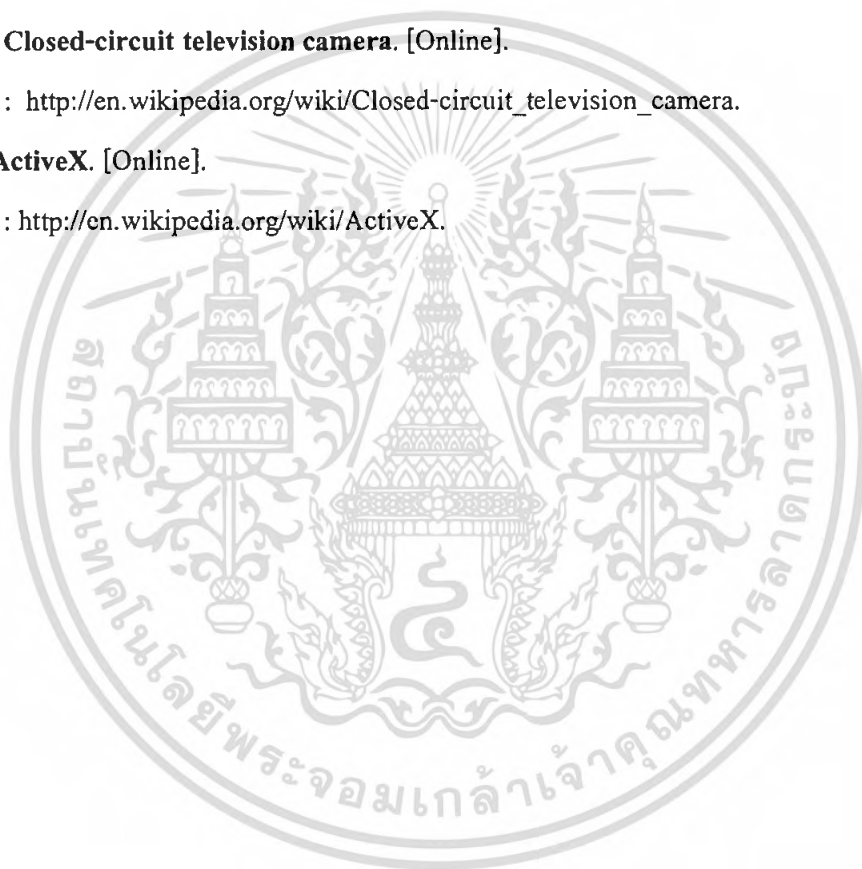 Closed-circuit television camera. [Online].
: http://en.wikipedia.org/wiki/Closed-circuit_television_camera.
ActiveX. [Online].
: http://en.wikipedia.org/wiki/ActiveX.
สถาบันเทคโนโลยีพระจอมเกล้าเจ้าคุณทหารลาดกระบัง
๔